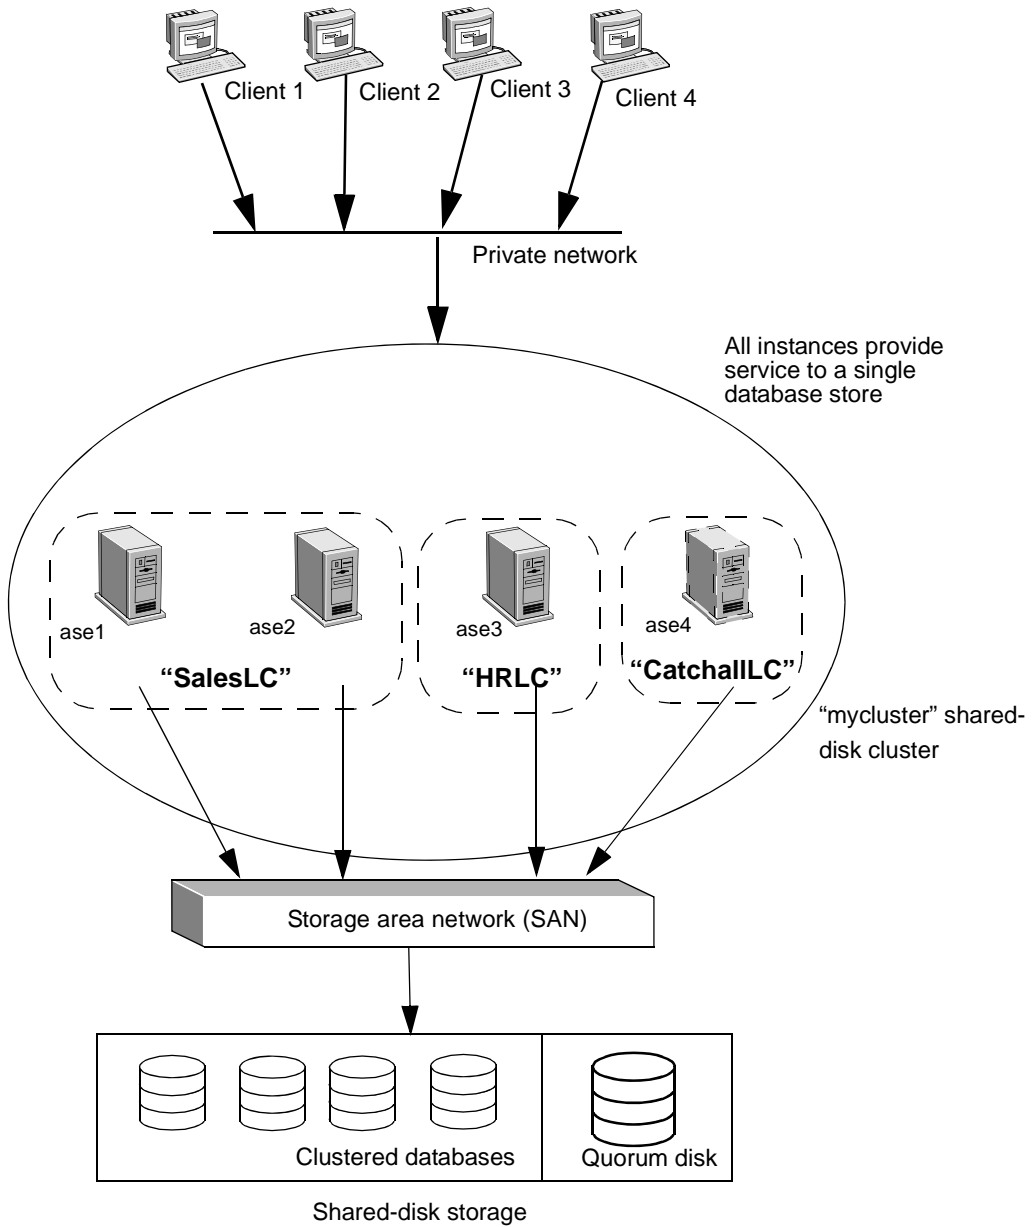 Client 1
Client 2
Client 3
Client 4
Private network
All instances provide
service to a single
database store
ase1
ase2
ase3
ase4
“SalesLC”
“HRLC”
“CatchallLC”
“mycluster” shared-
disk cluster
Storage area network (SAN)
Clustered databases
Quorum disk
Shared-disk storage